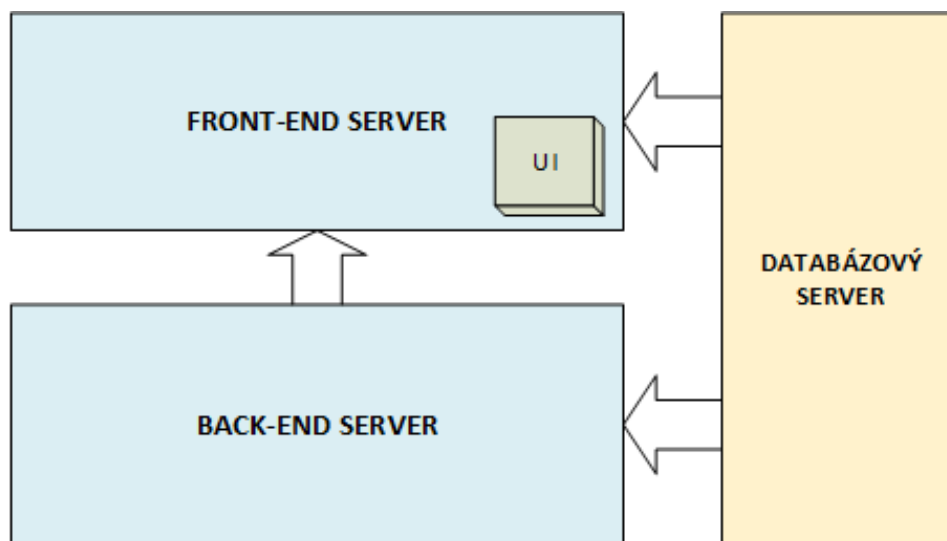 FRONT-END SERVER
UI
DATABÁZOVÝ
SERVER
BACK-END SERVER